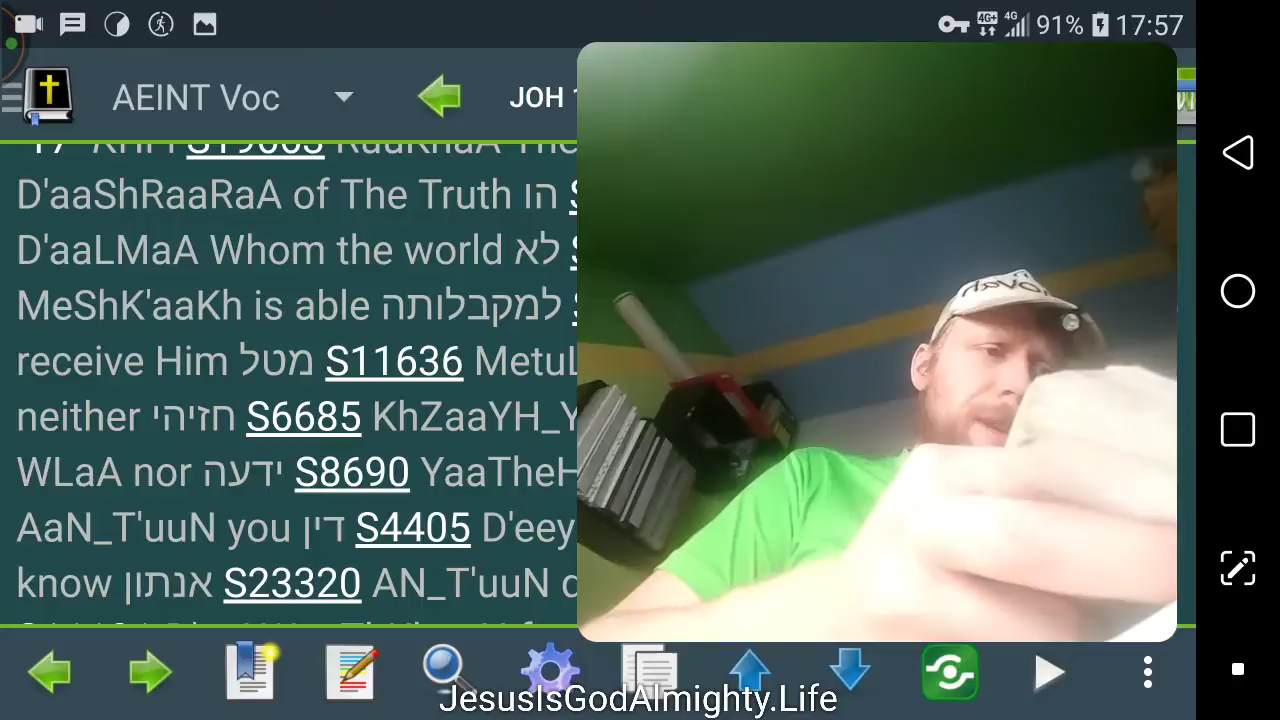 91% 17:57
AEINT Voc
JOH
D'aaShRaaRaA of The Truth הו
D'aaLMaA Whom the world לא
MeShK'aaKh is able למקבלותה
receive Him מטל S11636 MetuL
neither חזיהי S6685 KhZaaYH_Y
WLaA nor ידעה S8690 YaaTheH
AaN_T'uuN you דין S4405 D'eey
know אנתון S23320 AN_T'uuN
JesusIsGodAlmighty.Life